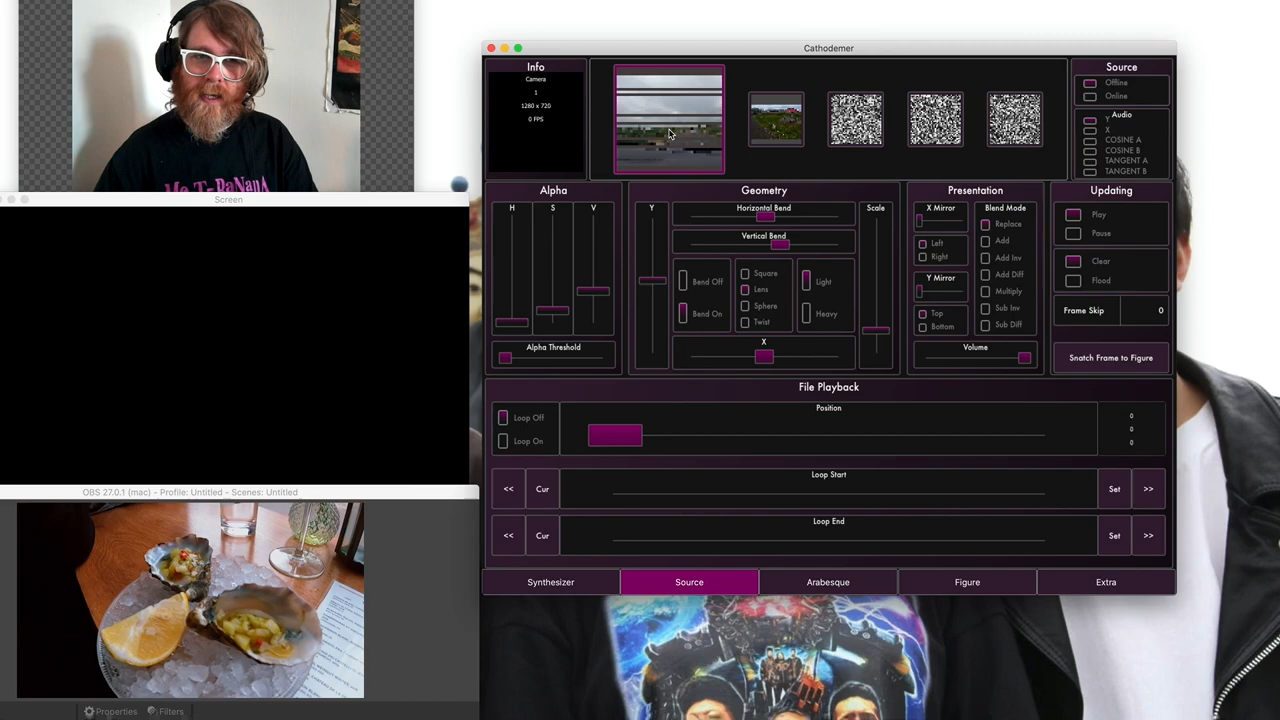 Cathodemer
Info
Camera
1
1280 x 720
0 FPS
Source
Offline
Online
Audio
Y
X
COSINE A
COSINE B
TANGENT A
TANGENT B
Screen
Alpha
H
S
V
Alpha Threshold
Geometry
Y
Horizontal Bend
Vertical Bend
Scale
Bend Off
Bend On
Square
Lens
Sphere
Twist
Light
Heavy
X
Presentation
X Mirror
Left
Right
Y Mirror
Top
Bottom
Blend Mode
Replace
Add
Add Inv
Add Diff
Multiply
Sub Inv
Sub Diff
Volume
Updating
Play
Pause
Clear
Flood
Frame Skip 0
Snatch Frame to Figure
File Playback
Loop Off
Loop On
Position
0
0
0
Loop Start
<< Cur Set >>
Loop End
<< Cur Set >>
Synthesizer Source Arabesque Figure Extra
OBS 27.0.1 (mac) - Profile: Untitled - Scenes: Untitled
Properties Filters